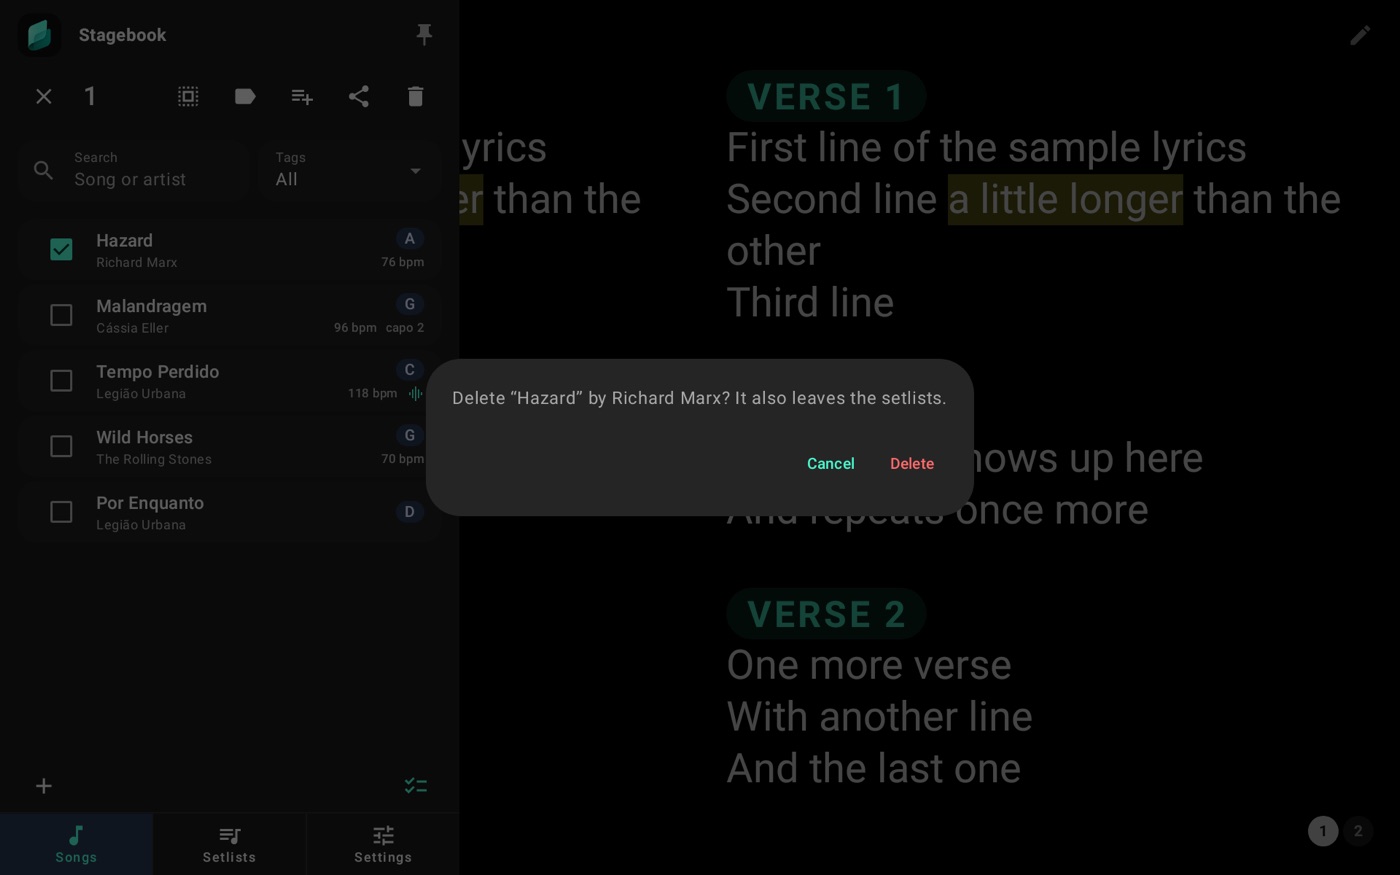 Stagebook
1
Search
Song or artist
Tags
All
Hazard
A
Richard Marx
76 bpm
Malandragem
G
Cássia Eller
96 bpm capo 2
Tempo Perdido
C
Legião Urbana
118 bpm
Wild Horses
G
The Rolling Stones
70 bpm
Por Enquanto
D
Legião Urbana
Songs
Setlists
Settings
yrics
er than the
VERSE 1
First line of the sample lyrics
Second line a little longer than the
other
Third line
Delete “Hazard” by Richard Marx? It also leaves the setlists.
Cancel
Delete
hows up here
And repeats once more
VERSE 2
One more verse
With another line
And the last one
1
2